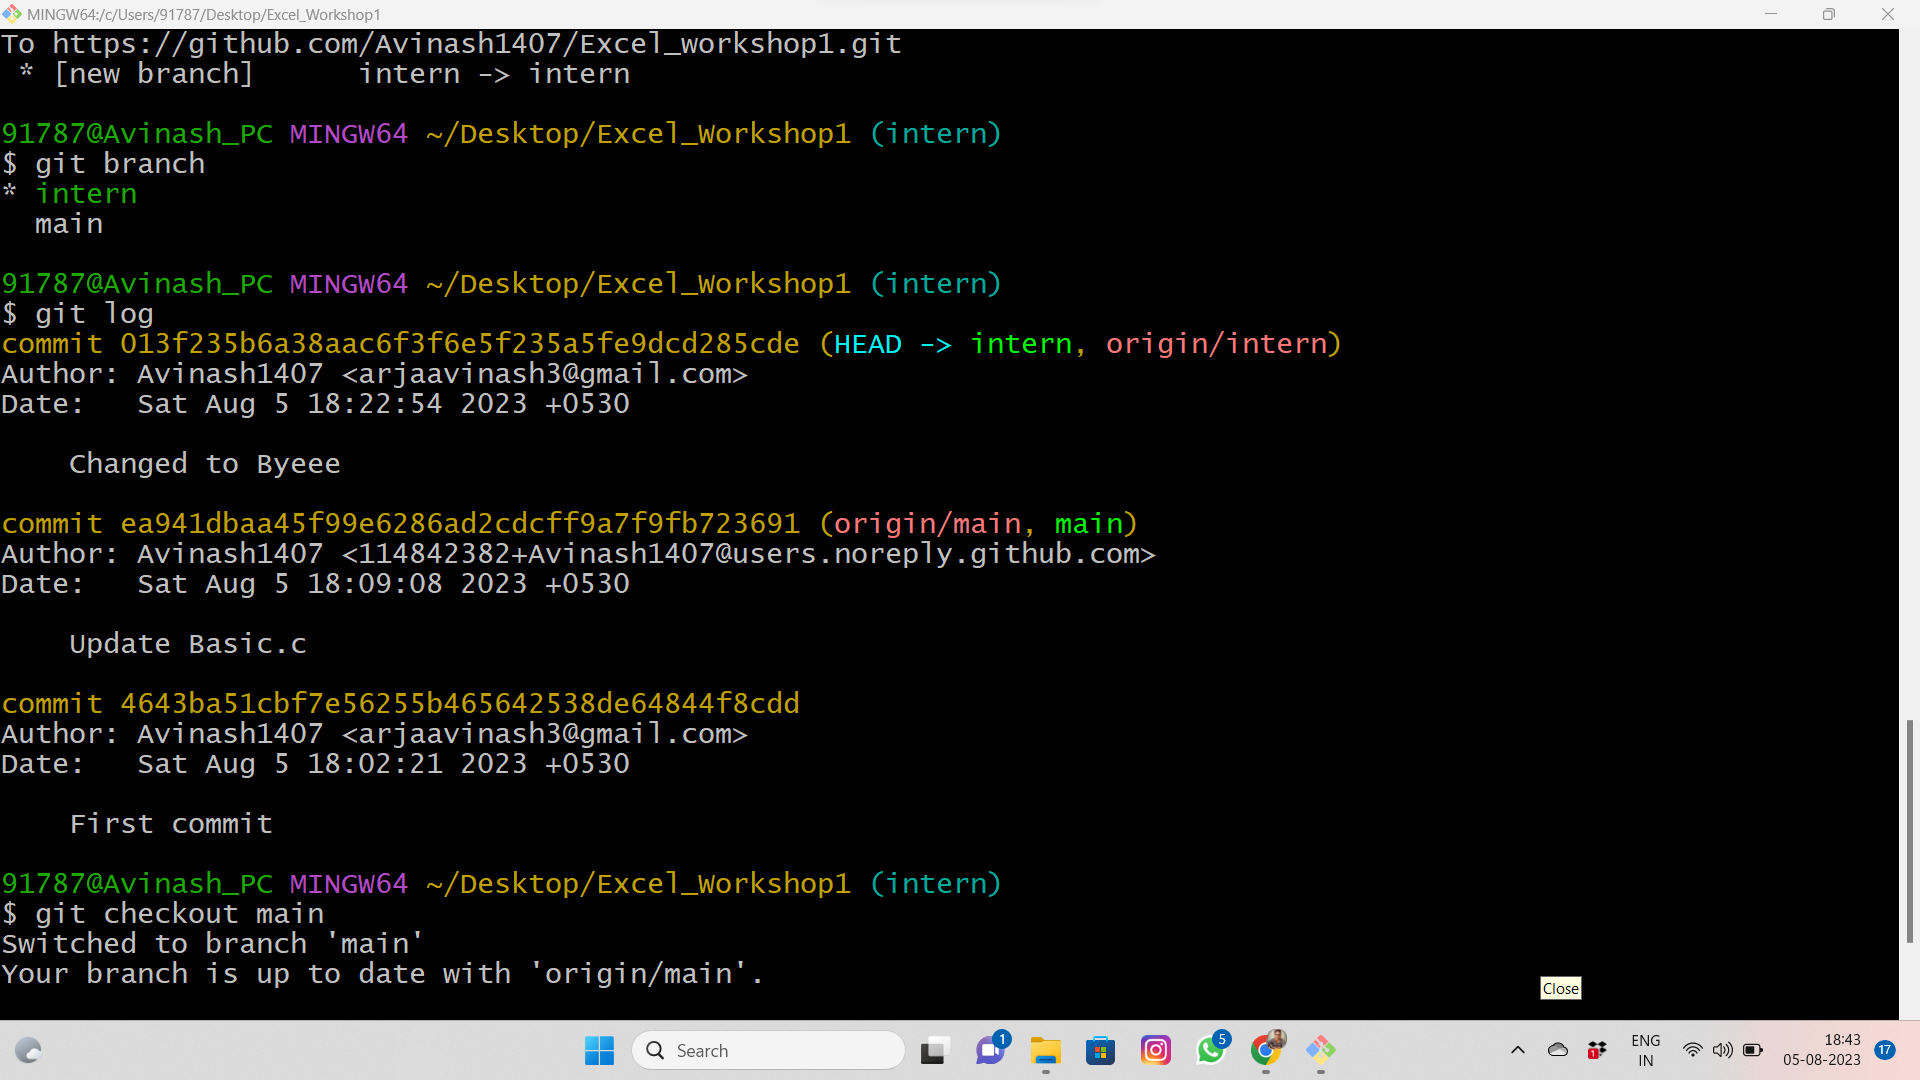 MINGW64:/c/Users/91787/Desktop/Excel_Workshop1
To https://github.com/Avinash1407/Excel_workshop1.git
 * [new branch]      intern -> intern
91787@Avinash_PC MINGW64 ~/Desktop/Excel_Workshop1 (intern)
$ git branch
* intern
  main
91787@Avinash_PC MINGW64 ~/Desktop/Excel_Workshop1 (intern)
$ git log
commit 013f235b6a38aac6f3f6e5f235a5fe9dcd285cde (HEAD -> intern, origin/intern)
Author: Avinash1407 <arjaavinash3@gmail.com>
Date:   Sat Aug 5 18:22:54 2023 +0530
    Changed to Byeee
commit ea941dbaa45f99e6286ad2cdcff9a7f9fb723691 (origin/main, main)
Author: Avinash1407 <114842382+Avinash1407@users.noreply.github.com>
Date:   Sat Aug 5 18:09:08 2023 +0530
    Update Basic.c
commit 4643ba51cbf7e56255b465642538de64844f8cdd
Author: Avinash1407 <arjaavinash3@gmail.com>
Date:   Sat Aug 5 18:02:21 2023 +0530
    First commit
91787@Avinash_PC MINGW64 ~/Desktop/Excel_Workshop1 (intern)
$ git checkout main
Switched to branch 'main'
Your branch is up to date with 'origin/main'.
Close
Search
1
5
1
ENG
IN
18:43
05-08-2023
17